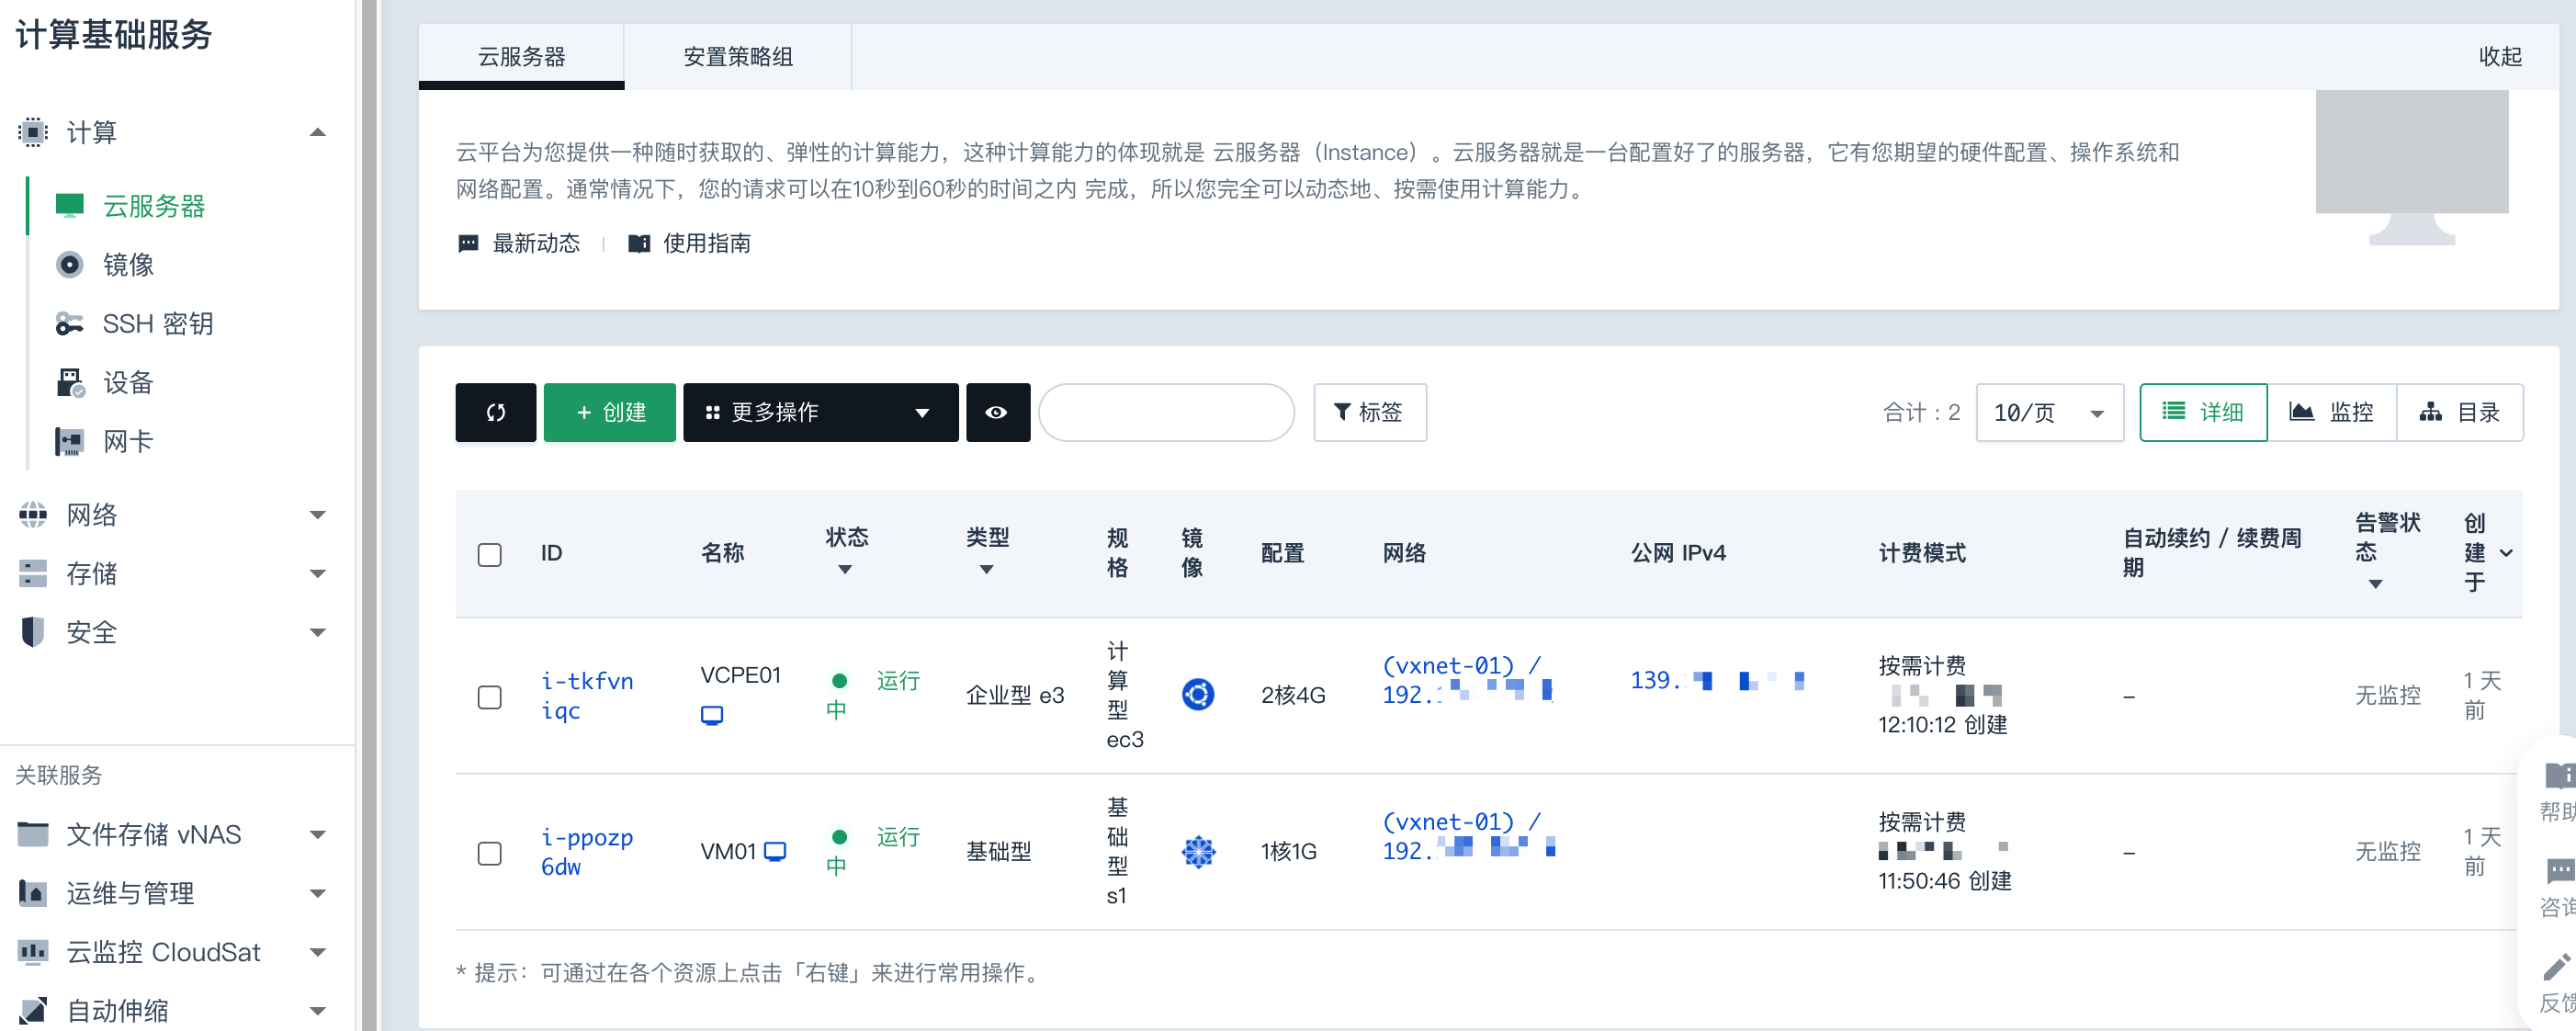 计算基础服务
计算
云服务器
镜像
SSH 密钥
设备
网卡
网络
存储
安全
关联服务
文件存储 vNAS
运维与管理
云监控 CloudSat
自动伸缩
云服务器
安置策略组
收起
云平台为您提供一种随时获取的、弹性的计算能力，这种计算能力的体现就是 云服务器（Instance）。云服务器就是一台配置好了的服务器，它有您期望的硬件配置、操作系统和
网络配置。通常情况下，您的请求可以在10秒到60秒的时间之内 完成，所以您完全可以动态地、按需使用计算能力。
最新动态
使用指南
+ 创建
更多操作
标签
合计：2
10/页
详细
监控
目录
ID
名称
状态
类型
规
格
镜
像
配置
网络
公网 IPv4
计费模式
自动续约 / 续费周
期
告警状
态
创
建
于
i-tkfvn
iqc
VCPE01
运行
中
企业型 e3
计
算
型
ec3
2核4G
(vxnet-01) /
192.
139.
按需计费
12:10:12 创建
–
无监控
1 天
前
i-ppozp
6dw
VM01
运行
中
基础型
基
础
型
s1
1核1G
(vxnet-01) /
192.
按需计费
11:50:46 创建
–
无监控
1 天
前
* 提示：可通过在各个资源上点击「右键」来进行常用操作。
帮助
咨询
反馈